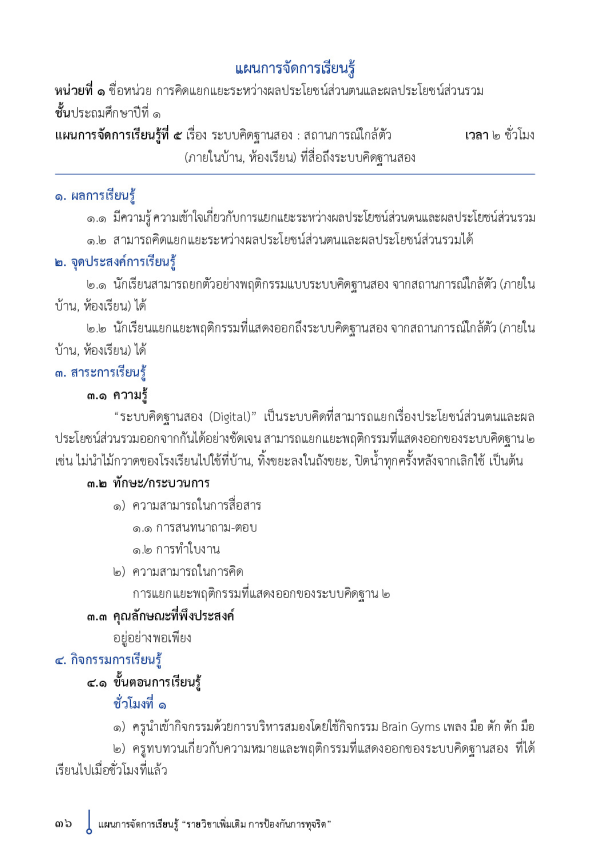 แผนการจัดการเรียนรู้
หน่วยที่ ๑ ชื่อหน่วย การคิดแยกแยะระหว่างผลประโยชน์ส่วนตนและผลประโยชน์ส่วนรวม
ชั้นประถมศึกษาปีที่ ๑
แผนการจัดการเรียนรู้ที่ ๕ เรื่อง ระบบคิดฐานสอง : สถานการณ์ใกล้ตัว เวลา ๒ ชั่วโมง
(ภายในบ้าน, ห้องเรียน) ที่สื่อถึงระบบคิดฐานสอง
๑. ผลการเรียนรู้
๑.๑ มีความรู้ ความเข้าใจเกี่ยวกับการแยกแยะระหว่างผลประโยชน์ส่วนตนและผลประโยชน์ส่วนรวม
๑.๒ สามารถคิดแยกแยะระหว่างผลประโยชน์ส่วนตนและผลประโยชน์ส่วนรวมได้
๒. จุดประสงค์การเรียนรู้
๒.๑ นักเรียนสามารถยกตัวอย่างพฤติกรรมแบบระบบคิดฐานสอง จากสถานการณ์ใกล้ตัว (ภายใน
บ้าน, ห้องเรียน) ได้
๒.๒ นักเรียนแยกแยะพฤติกรรมที่แสดงออกถึงระบบคิดฐานสอง จากสถานการณ์ใกล้ตัว (ภายใน
บ้าน, ห้องเรียน) ได้
๓. สาระการเรียนรู้
๓.๑ ความรู้
“ระบบคิดฐานสอง (Digital)” เป็นระบบคิดที่สามารถแยกเรื่องประโยชน์ส่วนตนและผล
ประโยชน์ส่วนรวมออกจากกันได้อย่างชัดเจน สามารถแยกแยะพฤติกรรมที่แสดงออกของระบบคิดฐาน ๒
เช่น ไม่นำไม้กวาดของโรงเรียนไปใช้ที่บ้าน, ทิ้งขยะลงในถังขยะ, ปิดน้ำทุกครั้งหลังจากเลิกใช้ เป็นต้น
๓.๒ ทักษะ/กระบวนการ
๑) ความสามารถในการสื่อสาร
๑.๑ การสนทนาถาม-ตอบ
๑.๒ การทำใบงาน
๒) ความสามารถในการคิด
การแยกแยะพฤติกรรมที่แสดงออกของระบบคิดฐาน ๒
๓.๓ คุณลักษณะที่พึงประสงค์
อยู่อย่างพอเพียง
๔. กิจกรรมการเรียนรู้
๔.๑ ขั้นตอนการเรียนรู้
ชั่วโมงที่ ๑
๑) ครูนำเข้ากิจกรรมด้วยการบริหารสมองโดยใช้กิจกรรม Brain Gyms เพลง มือ ดัก ดัก มือ
๒) ครูทบทวนเกี่ยวกับความหมายและพฤติกรรมที่แสดงออกของระบบคิดฐานสอง ที่ได้
เรียนไปเมื่อชั่วโมงที่แล้ว
๓๖ แผนการจัดการเรียนรู้ “รายวิชาเพิ่มเติม การป้องกันการทุจริต”